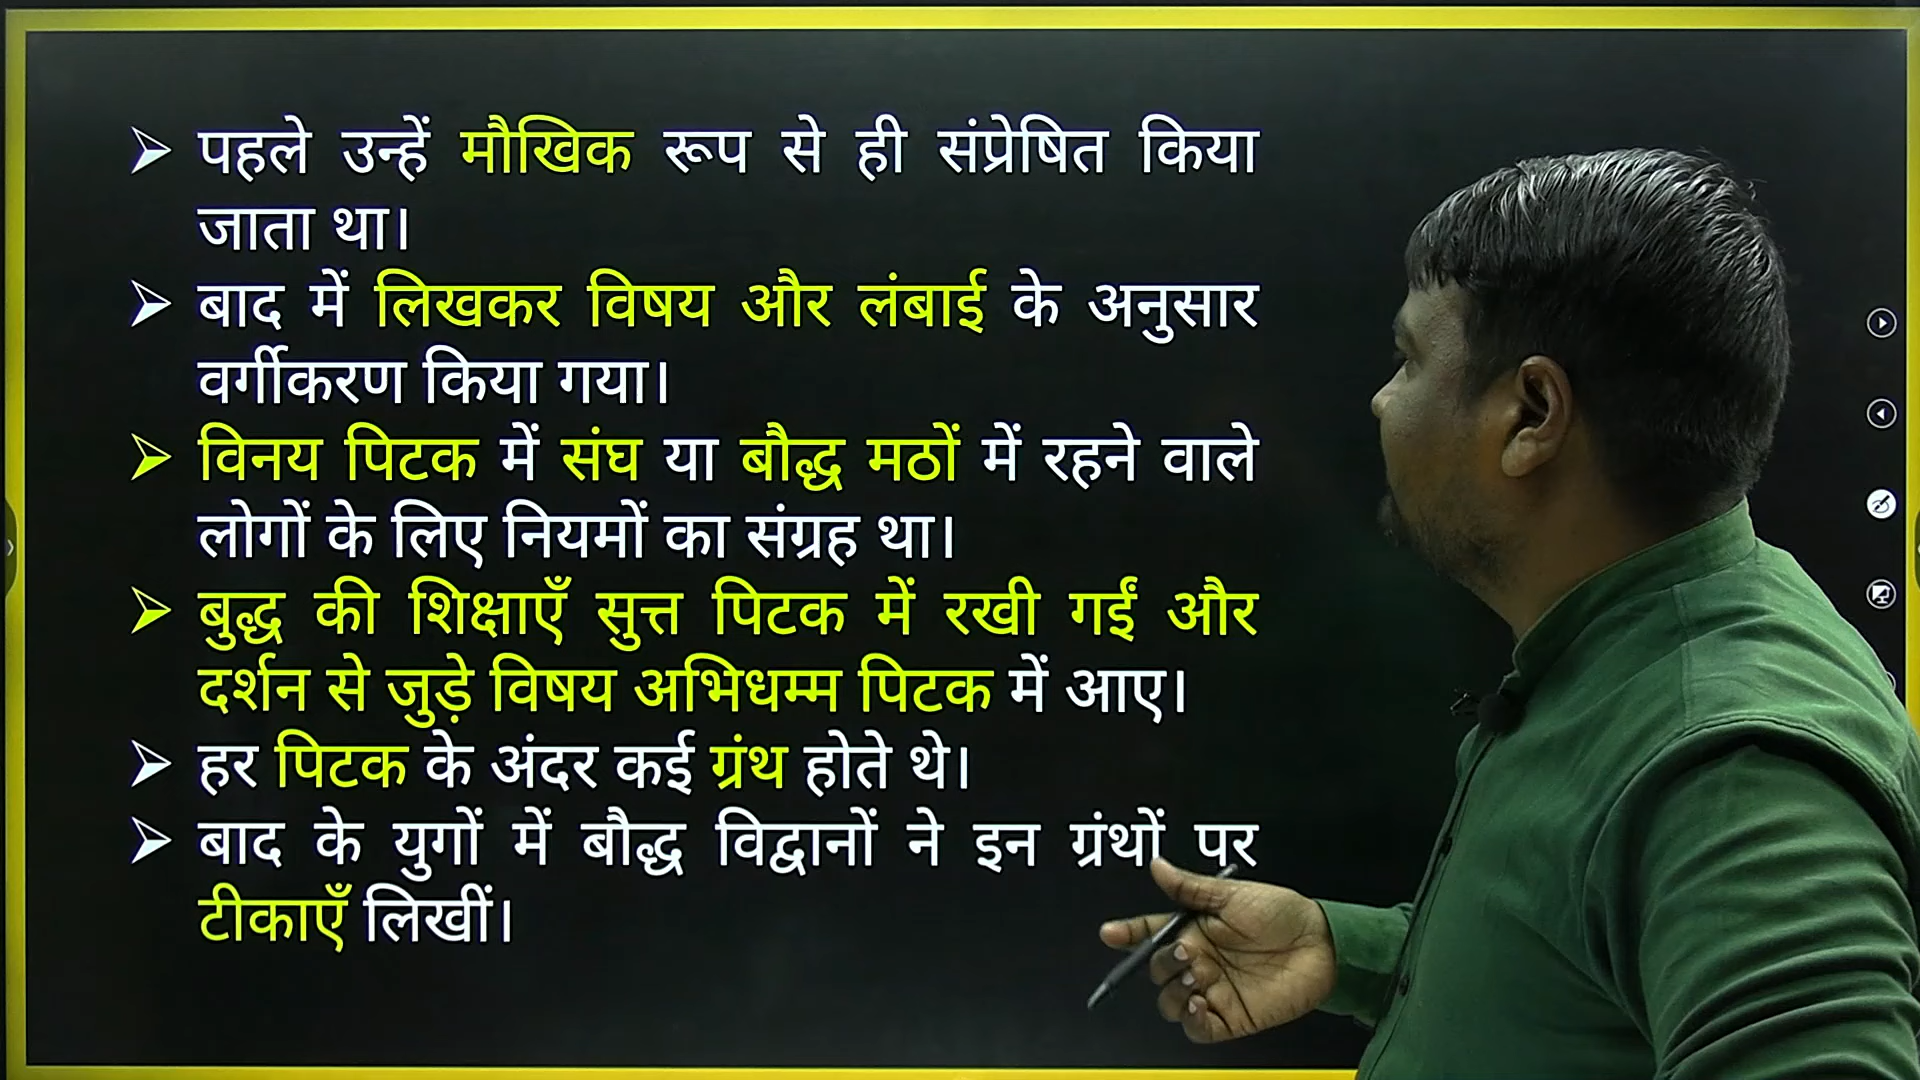 ➢ पहले उन्हें मौखिक रूप से ही संप्रेषित किया
जाता था।
➢ बाद में लिखकर विषय और लंबाई के अनुसार
वर्गीकरण किया गया।
➢ विनय पिटक में संघ या बौद्ध मठों में रहने वाले
लोगों के लिए नियमों का संग्रह था।
➢ बुद्ध की शिक्षाएँ सुत्त पिटक में रखी गईं और
दर्शन से जुड़े विषय अभिधम्म पिटक में आए।
➢ हर पिटक के अंदर कई ग्रंथ होते थे।
➢ बाद के युगों में बौद्ध विद्वानों ने इन ग्रंथों पर
टीकाएँ लिखीं।